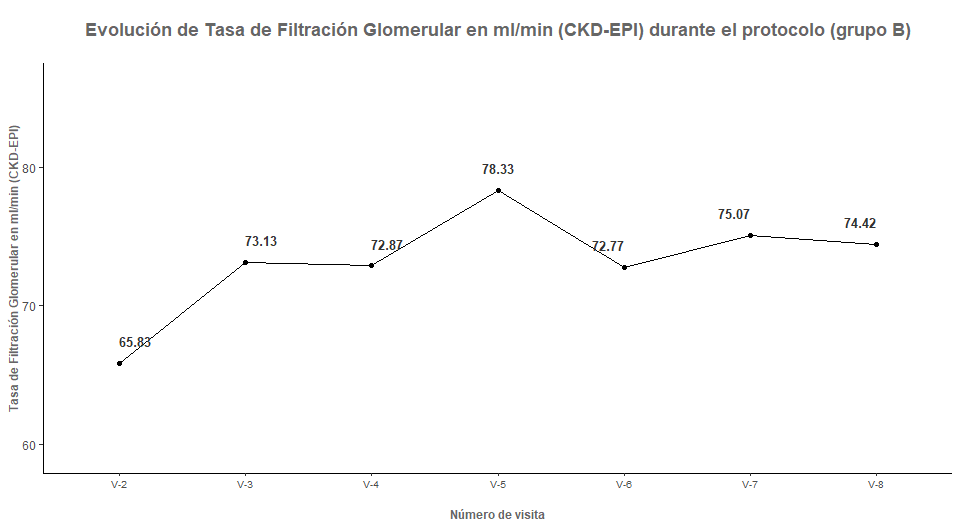 Evolución de Tasa de Filtración Glomerular en ml/min (CKD-EPI) durante el protocolo (grupo B)
Tasa de Filtración Glomerular en ml/min (CKD-EPI)
80
70
60
65.83
73.13
72.87
78.33
72.77
75.07
74.42
V-2
V-3
V-4
V-5
V-6
V-7
V-8
Número de visita